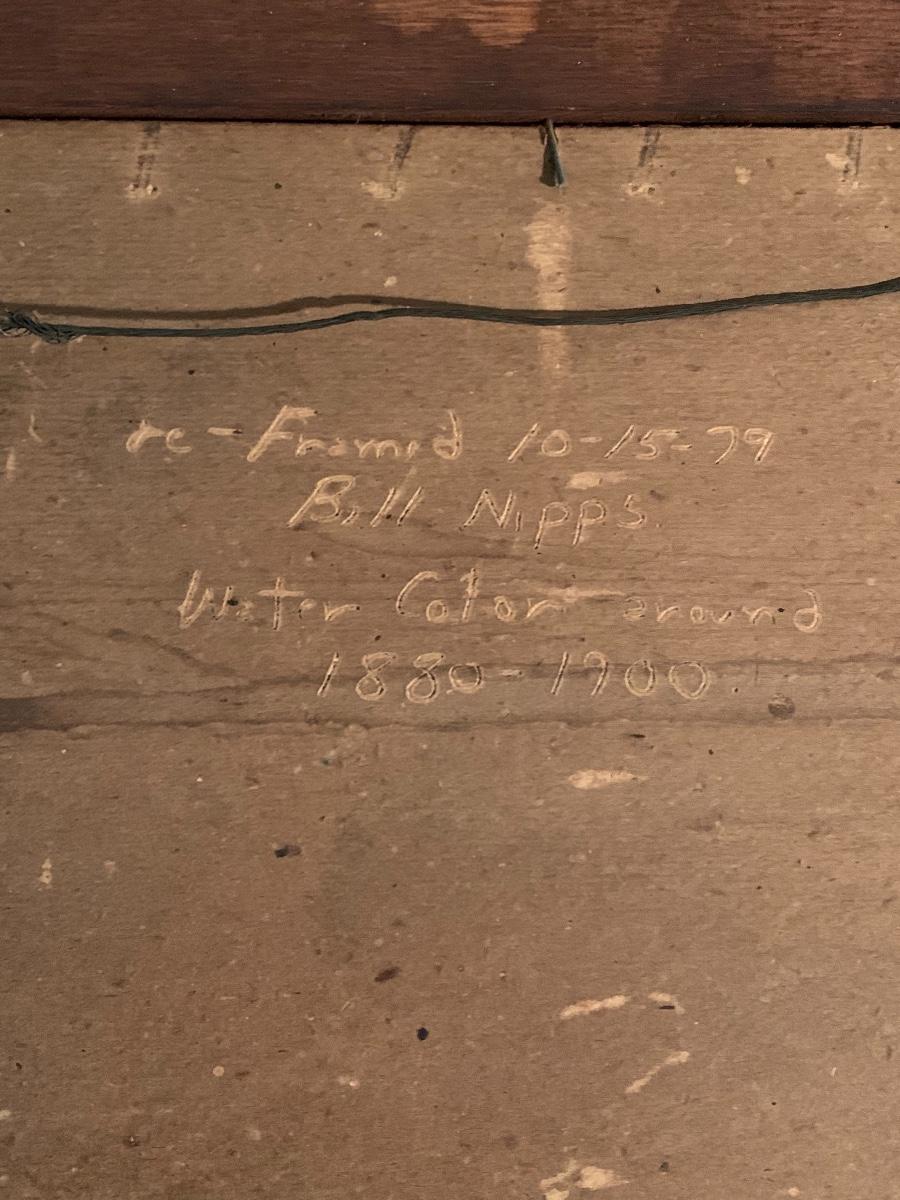 re-Framed 10-15-79
Bill Nipps.
Water Color around
1880-1900.